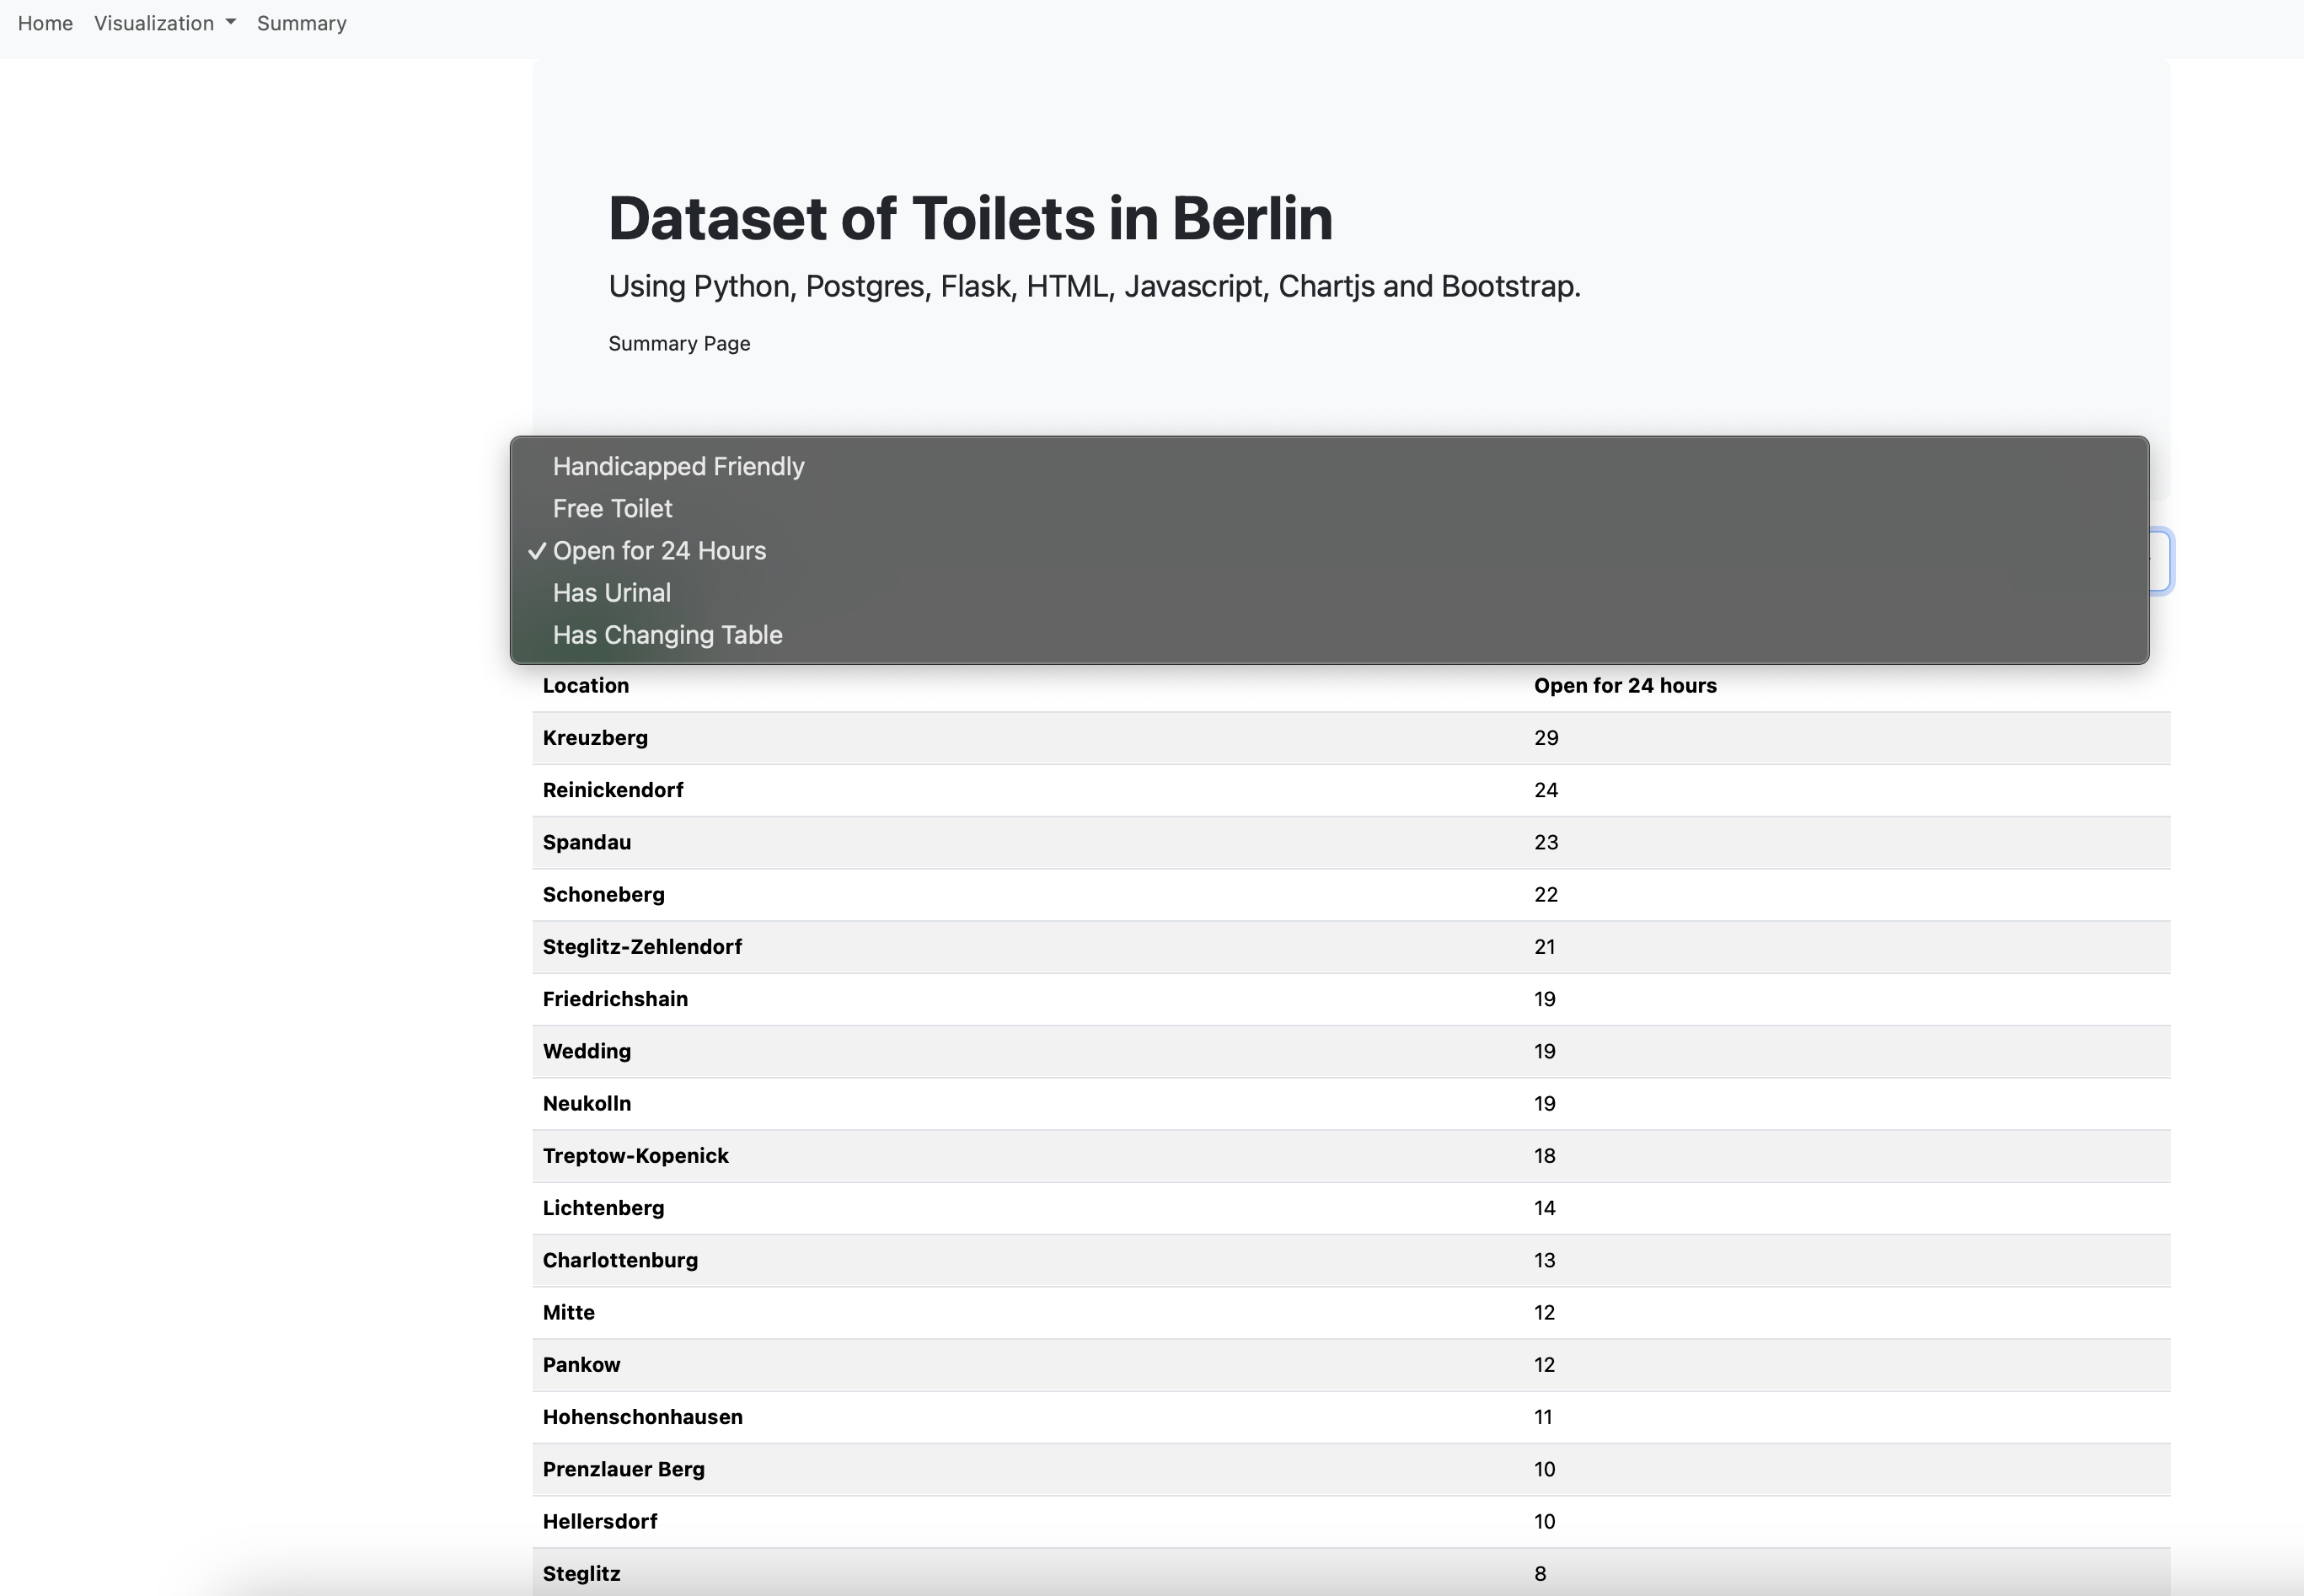 Home Visualization Summary
Dataset of Toilets in Berlin
Using Python, Postgres, Flask, HTML, Javascript, Chartjs and Bootstrap.
Summary Page
Handicapped Friendly
Free Toilet
✓ Open for 24 Hours
Has Urinal
Has Changing Table
Location Open for 24 hours
Kreuzberg 29
Reinickendorf 24
Spandau 23
Schoneberg 22
Steglitz-Zehlendorf 21
Friedrichshain 19
Wedding 19
Neukolln 19
Treptow-Kopenick 18
Lichtenberg 14
Charlottenburg 13
Mitte 12
Pankow 12
Hohenschonhausen 11
Prenzlauer Berg 10
Hellersdorf 10
Steglitz 8